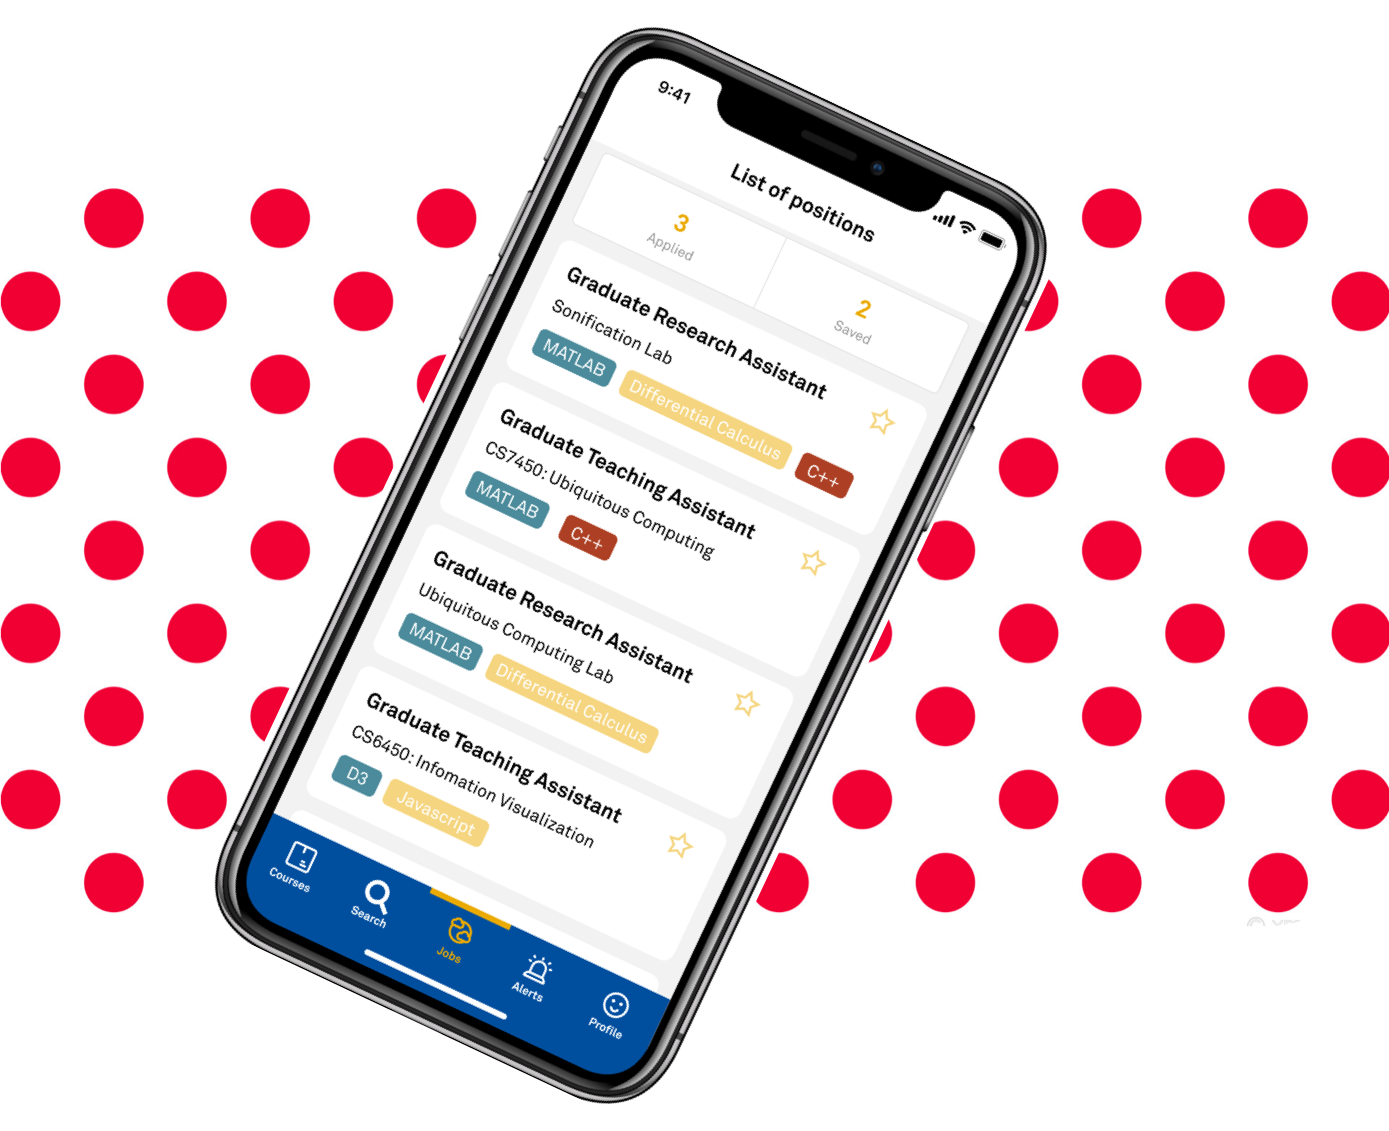 9:41
List of positions
3
Applied
2
Saved
Graduate Research Assistant
Sonification Lab
MATLAB Differential Calculus C++
Graduate Teaching Assistant
CS7450: Ubiquitous Computing
MATLAB C++
Graduate Research Assistant
Ubiquitous Computing Lab
MATLAB Differential Calculus
Graduate Teaching Assistant
CS6450: Infomation Visualization
D3 Javascript
Courses
Search
Jobs
Alerts
Profile